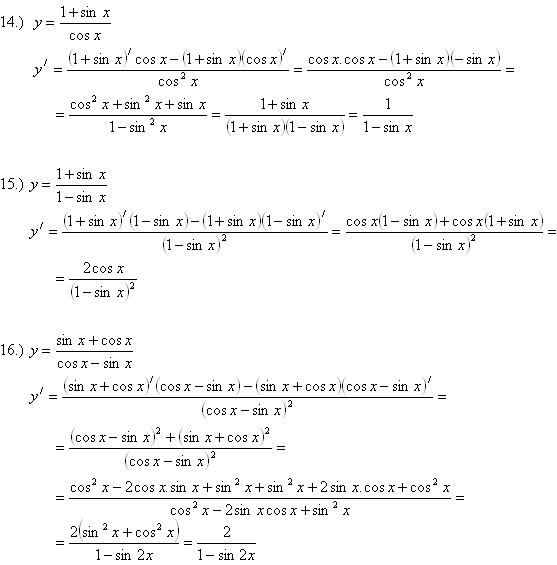 14.) y = (1 + sin x) / (cos x)
y′ = ((1 + sin x)′ cos x − (1 + sin x)(cos x)′) / (cos² x) = (cos x.cos x − (1 + sin x)(−sin x)) / (cos² x) =
= (cos² x + sin² x + sin x) / (1 − sin² x) = (1 + sin x) / ((1 + sin x)(1 − sin x)) = 1 / (1 − sin x)
15.) y = (1 + sin x) / (1 − sin x)
y′ = ((1 + sin x)′(1 − sin x) − (1 + sin x)(1 − sin x)′) / (1 − sin x)² = (cos x(1 − sin x) + cos x(1 + sin x)) / (1 − sin x)² =
= (2 cos x) / (1 − sin x)²
16.) y = (sin x + cos x) / (cos x − sin x)
y′ = ((sin x + cos x)′(cos x − sin x) − (sin x + cos x)(cos x − sin x)′) / (cos x − sin x)² =
= ((cos x − sin x)² + (sin x + cos x)²) / (cos x − sin x)² =
= (cos² x − 2cos x.sin x + sin² x + sin² x + 2 sin x.cos x + cos² x) / (cos² x − 2 sin x cos x + sin² x) =
= (2(sin² x + cos² x)) / (1 − sin 2x) = 2 / (1 − sin 2x)